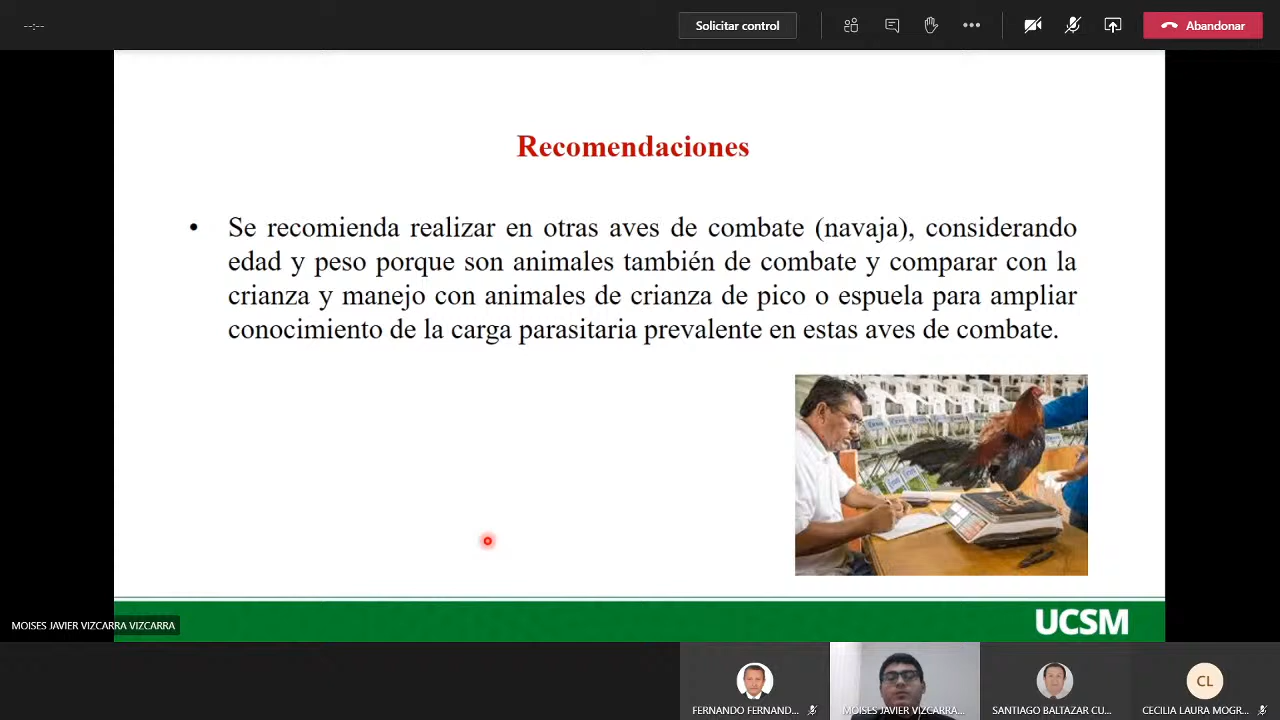 --:--
Solicitar control
Abandonar
Recomendaciones
• Se recomienda realizar en otras aves de combate (navaja), considerando
edad y peso porque son animales también de combate y comparar con la
crianza y manejo con animales de crianza de pico o espuela para ampliar
conocimiento de la carga parasitaria prevalente en estas aves de combate.
UCSM
MOISES JAVIER VIZCARRA VIZCARRA
CL
FERNANDO FERNAND...
MOISES JAVIER VIZCARRA...
SANTIAGO BALTAZAR CU...
CECILIA LAURA MOGR...